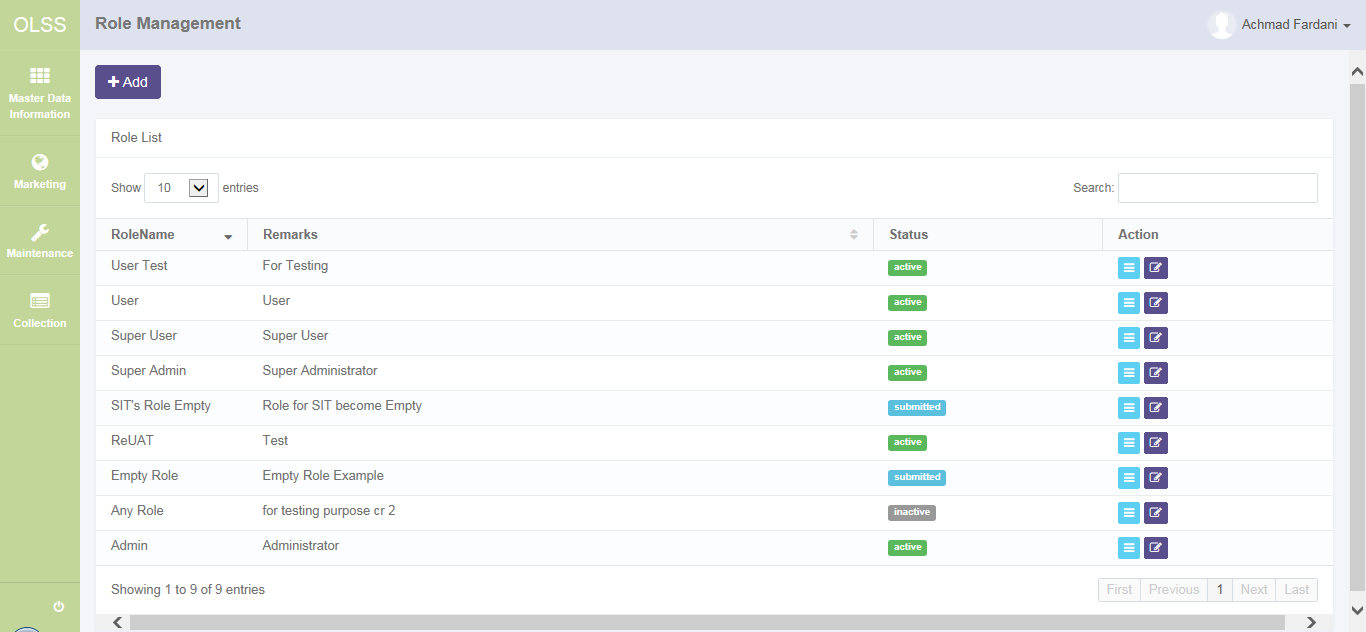 OLSS
Role Management
Achmad Fardani
Master Data
Information
Marketing
Maintenance
Collection
Add
Role List
Show 10 entries
Search:
RoleName Remarks Status Action
User Test For Testing active
User User active
Super User Super User active
Super Admin Super Administrator active
SIT's Role Empty Role for SIT become Empty submitted
ReUAT Test active
Empty Role Empty Role Example submitted
Any Role for testing purpose cr 2 inactive
Admin Administrator active
Showing 1 to 9 of 9 entries
First Previous 1 Next Last